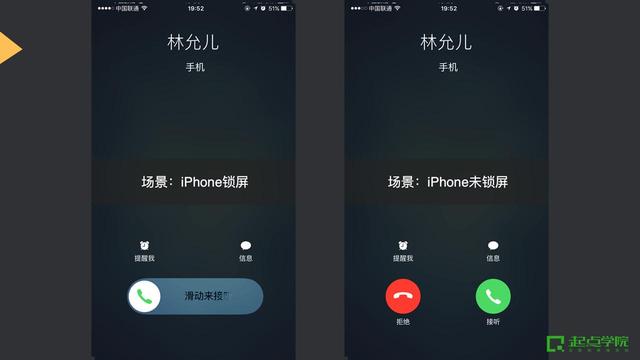 中国联通 19:52 51%
林允儿
手机
场景：iPhone锁屏
提醒我 信息
滑动来接听
中国联通 19:52 51%
林允儿
手机
场景：iPhone未锁屏
提醒我 信息
拒绝 接听
起点学院